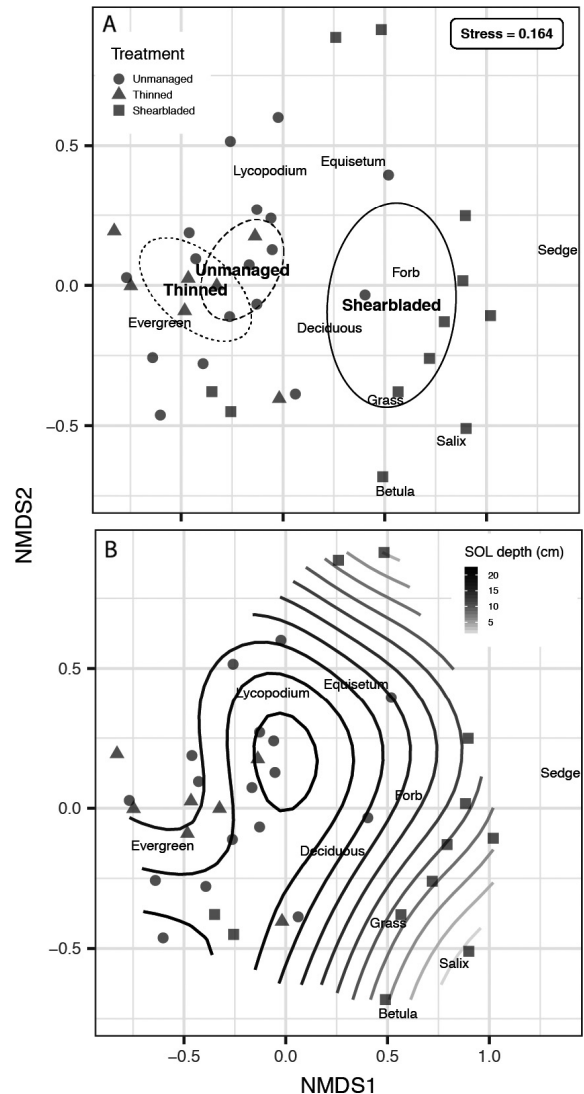 A
Stress = 0.164
Treatment
Unmanaged
Thinned
Shearbladed
0.5
Equisetum
Lycopodium
Sedge
Unmanaged
Forb
0.0
Thinned
Shearbladed
Evergreen
Deciduous
Grass
−0.5
Salix
Betula
NMDS2
B
SOL depth (cm)
20
15
10
5
0.5
Equisetum
Lycopodium
Sedge
Forb
0.0
Evergreen
Deciduous
Grass
−0.5
Salix
Betula
−0.5
0.0
0.5
1.0
NMDS1